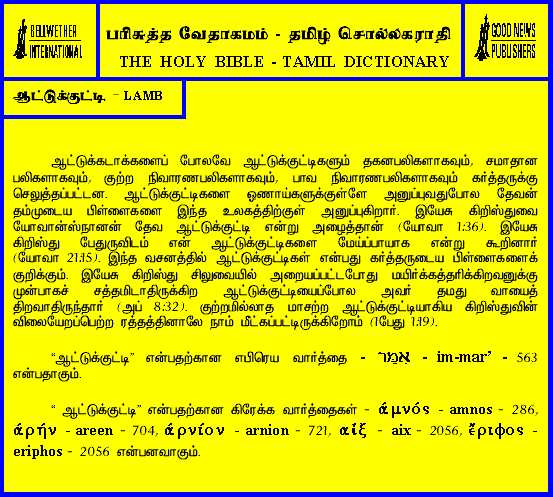 BELLWETHER
INTERNATIONAL
பரிசுத்த வேதாகமம் - தமிழ் சொல்லகராதி
THE HOLY BIBLE - TAMIL DICTIONARY
GOOD NEWS
PUBLISHERS
ஆட்டுக்குட்டி - LAMB
ஆட்டுக்கடாக்களைப் போலவே ஆட்டுக்குட்டிகளும் தகனபலிகளாகவும், சமாதான
பலிகளாகவும், குற்ற நிவாரணபலிகளாகவும், பாவ நிவாரணபலிகளாகவும் கர்த்தருக்கு
செலுத்தப்பட்டன. ஆட்டுக்குட்டிகளை ஓணாய்களுக்குள்ளே அனுப்புவதுபோல தேவன்
தம்முடைய பிள்ளைகளை இந்த உலகத்திற்குள் அனுப்புகிறார். இயேசு கிறிஸ்துவை
யோவான்ஸ்நானன் தேவ ஆட்டுக்குட்டி என்று அழைத்தான் (யோவா 1:36). இயேசு
கிறிஸ்து பேதுருவிடம் என் ஆட்டுக்குட்டிகளை மேய்ப்பாயாக என்று கூறினார்
(யோவா 21:15). இந்த வசனத்தில் ஆட்டுக்குட்டிகள் என்பது கர்த்தருடைய பிள்ளைகளைக்
குறிக்கும். இயேசு கிறிஸ்து சிலுவையில் அறையப்பட்டபோது மயிர்க்கத்தரிக்கிறவனுக்கு
முன்பாகச் சத்தமிடாதிருக்கிற ஆட்டுக்குட்டியைப்போல அவர் தமது வாயைத்
திறவாதிருந்தார் (அப் 8:32). குற்றமில்லாத மாசற்ற ஆட்டுக்குட்டியாகிய கிறிஸ்துவின்
விலையேறப்பெற்ற ரத்தத்தினாலே நாம் மீட்கப்பட்டிருக்கிறோம் (1பேது 1:19).
“ஆட்டுக்குட்டி” என்பதற்கான எபிரெய வார்த்தை - אמר - im-mar’ - 563
என்பதாகும்.
“ ஆட்டுக்குட்டி” என்பதற்கான கிரேக்க வார்த்தைகள் - ἀμνός - amnos - 286,
ἀρήν - areen - 704, ἀρνίον - arnion - 721, αἴξ - aix - 2056, ἔριφος -
eriphos - 2056 என்பனவாகும்.